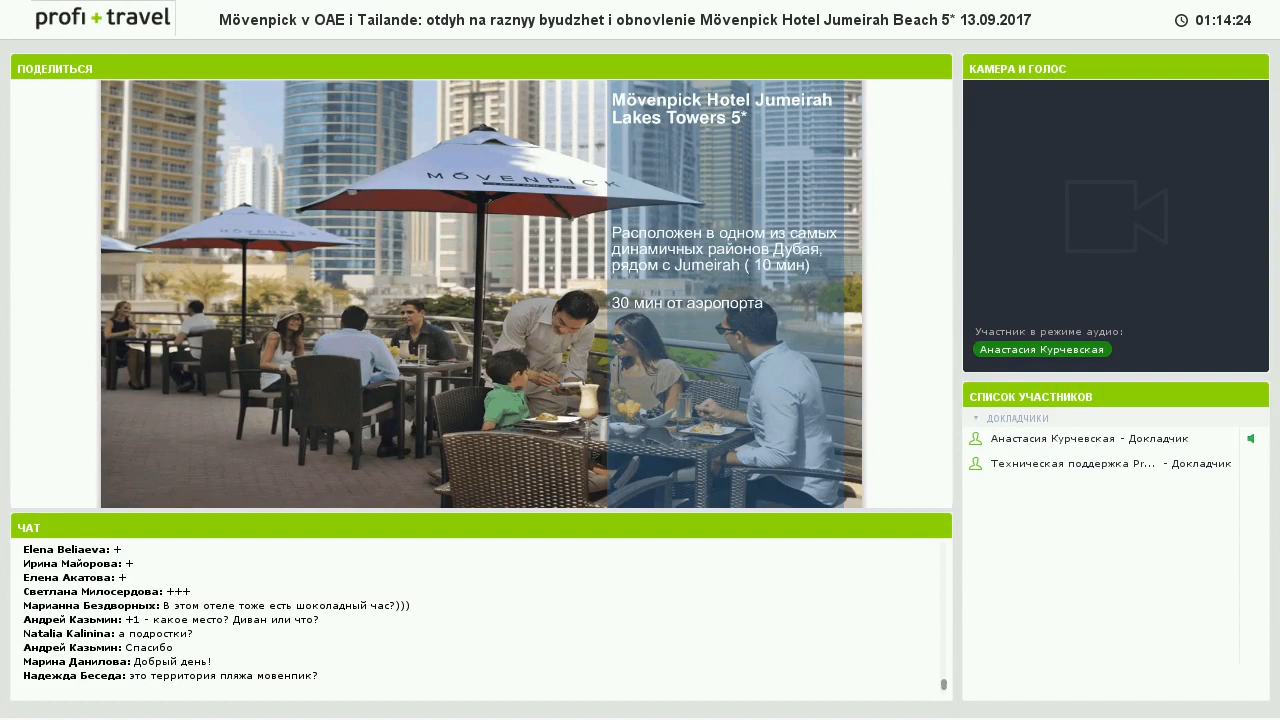 profi + travel
Mövenpick v OAE i Tailande: otdyh na raznyy byudzhet i obnovlenie Mövenpick Hotel Jumeirah Beach 5* 13.09.2017
01:14:24
ПОДЕЛИТЬСЯ
Mövenpick Hotel Jumeirah
Lakes Towers 5*
MÖVENPICK
MÖVENPICK
Расположен в одном из самых
динамичных районов Дубая,
рядом с Jumeirah ( 10 мин)
30 мин от аэропорта
КАМЕРА И ГОЛОС
Участник в режиме аудио:
Анастасия Курчевская
СПИСОК УЧАСТНИКОВ
ДОКЛАДЧИКИ
Анастасия Курчевская - Докладчик
Техническая поддержка Pr... - Докладчик
ЧАТ
Elena Beliaeva: +
Ирина Майорова: +
Елена Акатова: +
Светлана Милосердова: +++
Марианна Бездворных: В этом отеле тоже есть шоколадный час?)))
Андрей Казьмин: +1 - какое место? Диван или что?
Natalia Kalinina: а подростки?
Андрей Казьмин: Спасибо
Марина Данилова: Добрый день!
Надежда Беседа: это территория пляжа мовенпик?